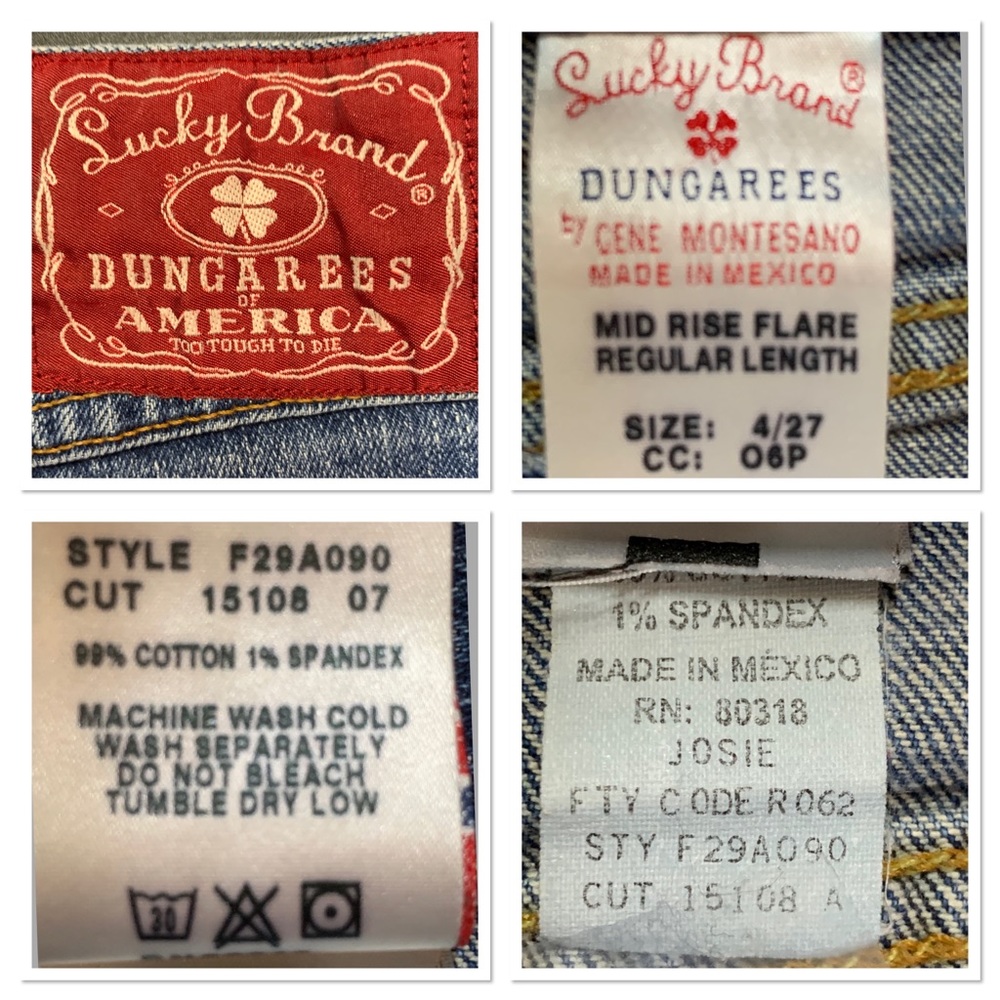 Lucky Brand ®
DUNGAREES
OF
AMERICA
TOO TOUGH TO DIE
Lucky Brand ®
DUNGAREES
by GENE MONTESANO
MADE IN MEXICO
MID RISE FLARE
REGULAR LENGTH
SIZE: 4/27
CC: O6P
STYLE F29A090
CUT 15108 07
99% COTTON 1% SPANDEX
MACHINE WASH COLD
WASH SEPARATELY
DO NOT BLEACH
TUMBLE DRY LOW
30
1% SPANDEX
MADE IN MÉXICO
RN: 80318
JOSIE
FTY CODE R062
STY F29A090
CUT 15108 A